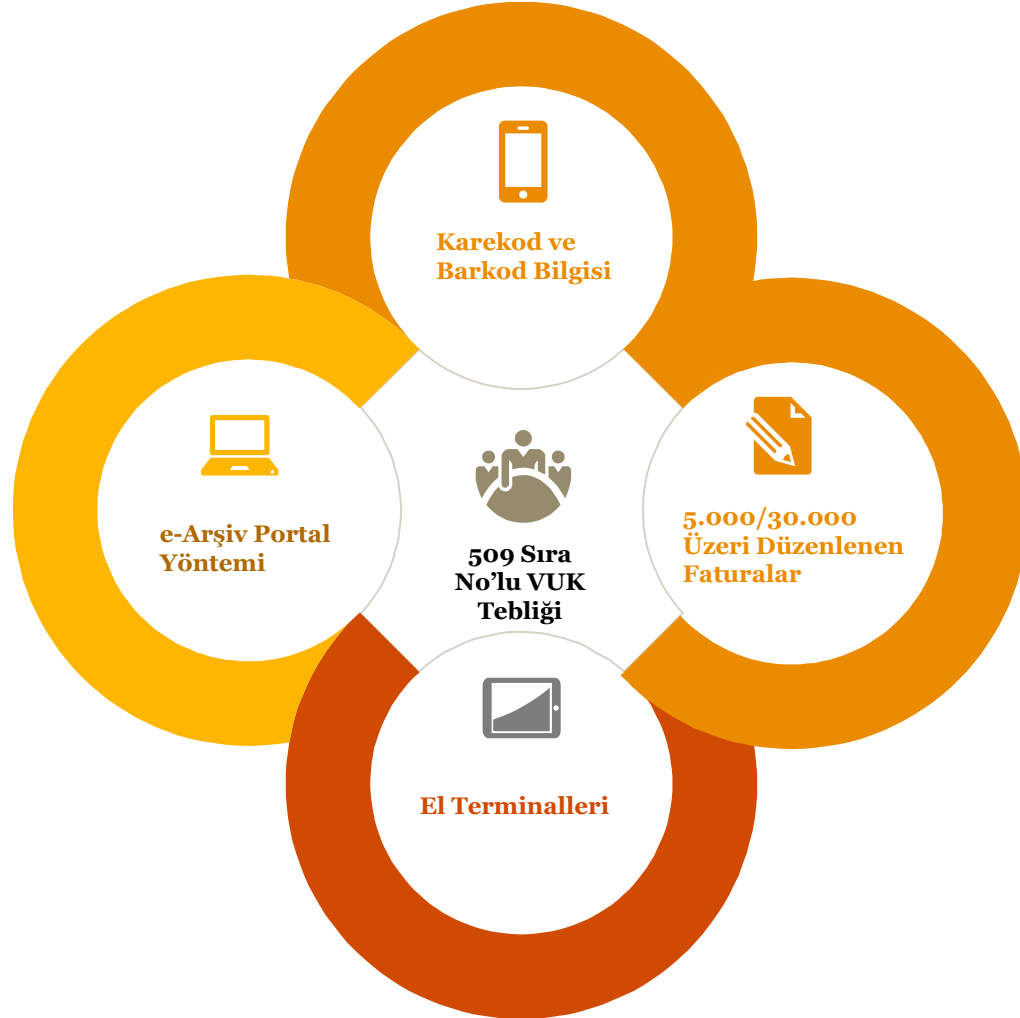 Karekod ve
Barkod Bilgisi
e-Arşiv Portal
Yöntemi
509 Sıra
No’lu VUK
Tebliği
5.000/30.000
Üzeri Düzenlenen
Faturalar
El Terminalleri